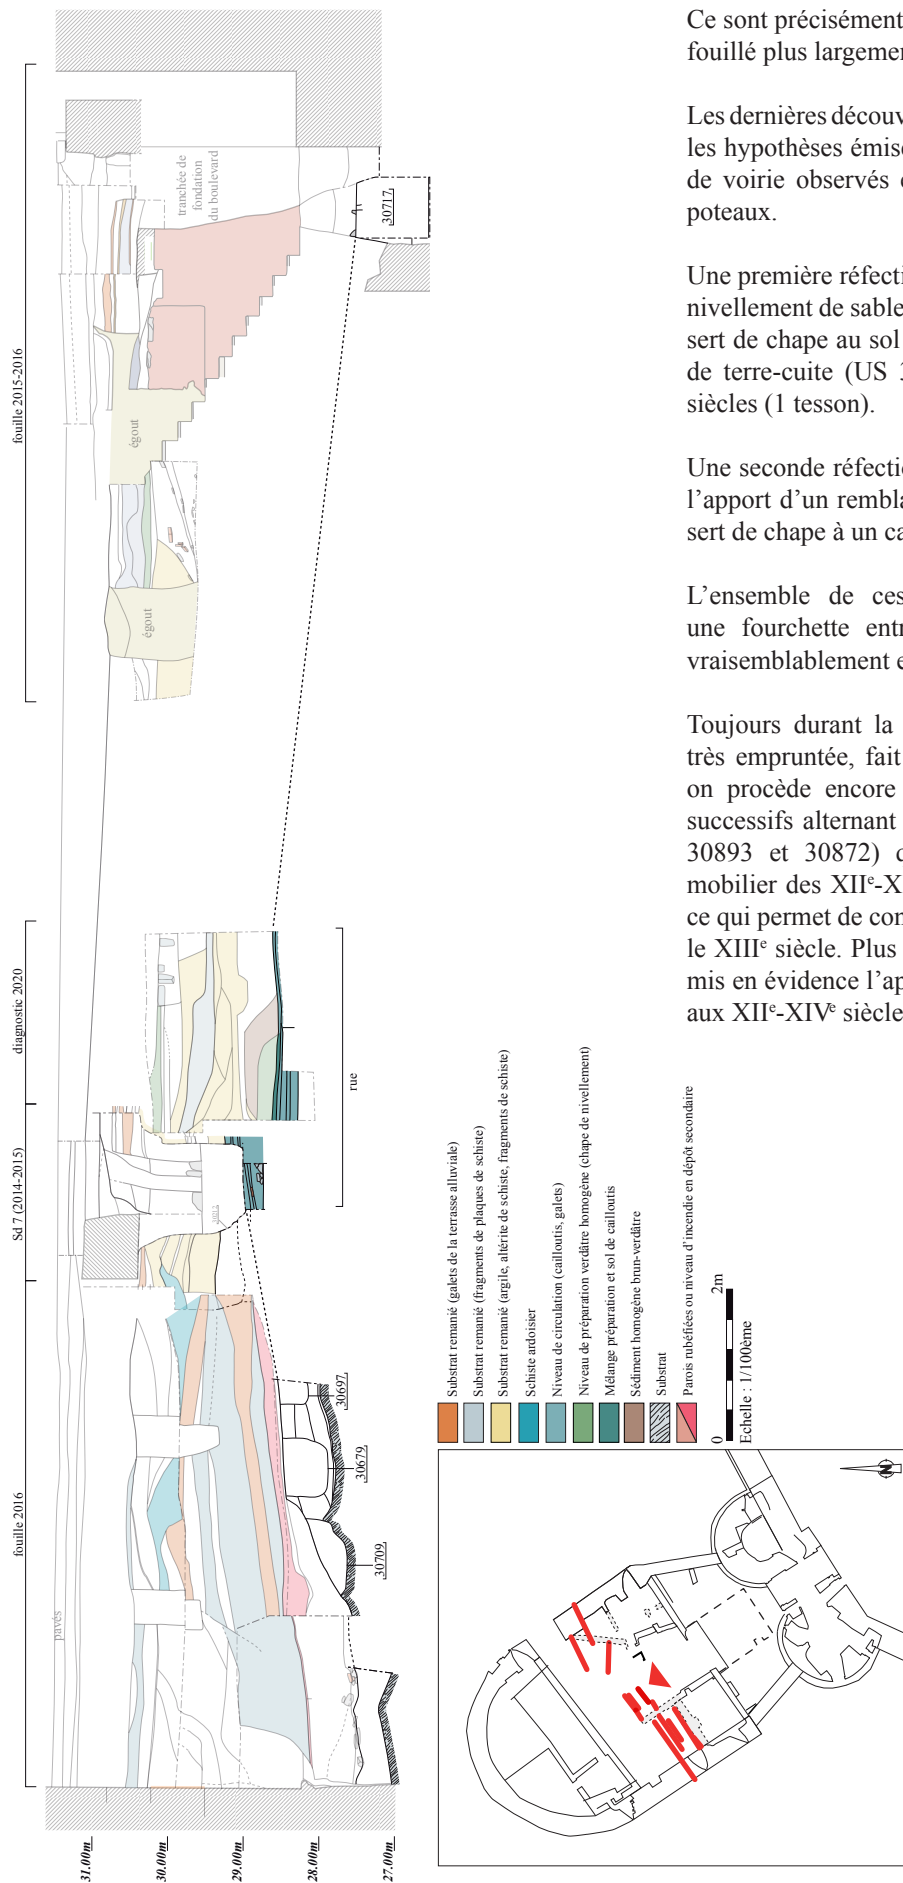 Ce sont précisément
fouillé plus largemen
Les dernières découv
les hypothèses émis
de voirie observés
poteaux.
Une première réfecti
nivellement de sable
sert de chape au sol
de terre-cuite (US 3
siècles (1 tesson).
Une seconde réfectio
l’apport d’un rembla
sert de chape à un ca
L’ensemble de ces
une fourchette entr
vraisemblablement e
Toujours durant la
très empruntée, fait
on procède encore
successifs alternant
30893 et 30872) d
mobilier des XIIe-X
ce qui permet de con
le XIIIe siècle. Plus
mis en évidence l’ap
aux XIIe-XIVe siècle
fouille 2015-2016
diagnostic 2020
Sd 7 (2014-2015)
fouille 2016
tranchée de
fondation
du boulevard
30717
égout
égout
rue
30697
30679
30709
pavés
31.00m
30.00m
29.00m
28.00m
27.00m
Substrat remanié (galets de la terrasse alluviale)
Substrat remanié (fragments de plaques de schiste)
Substrat remanié (argile, altérite de schiste, fragments de schiste)
Schiste ardoisier
Niveau de circulation (cailloutis, galets)
Niveau de préparation verdâtre homogène (chape de nivellement)
Mélange préparation et sol de cailloutis
Sédiment homogène brun-verdâtre
Substrat
Parois rubéfiées ou niveau d’incendie en dépôt secondaire
0
2m
Echelle : 1/100ème
N